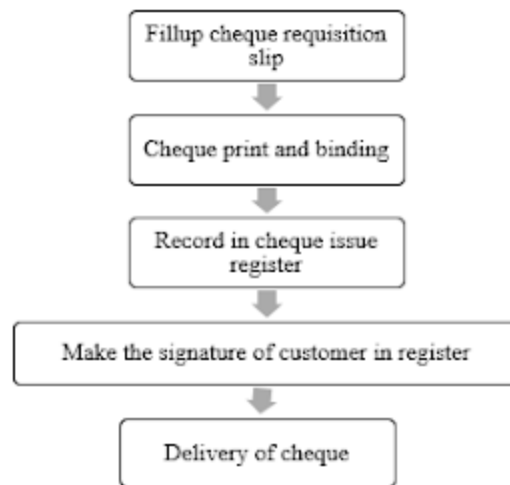 Fillup cheque requisition
slip
Cheque print and binding
Record in cheque issue
register
Make the signature of customer in register
Delivery of cheque